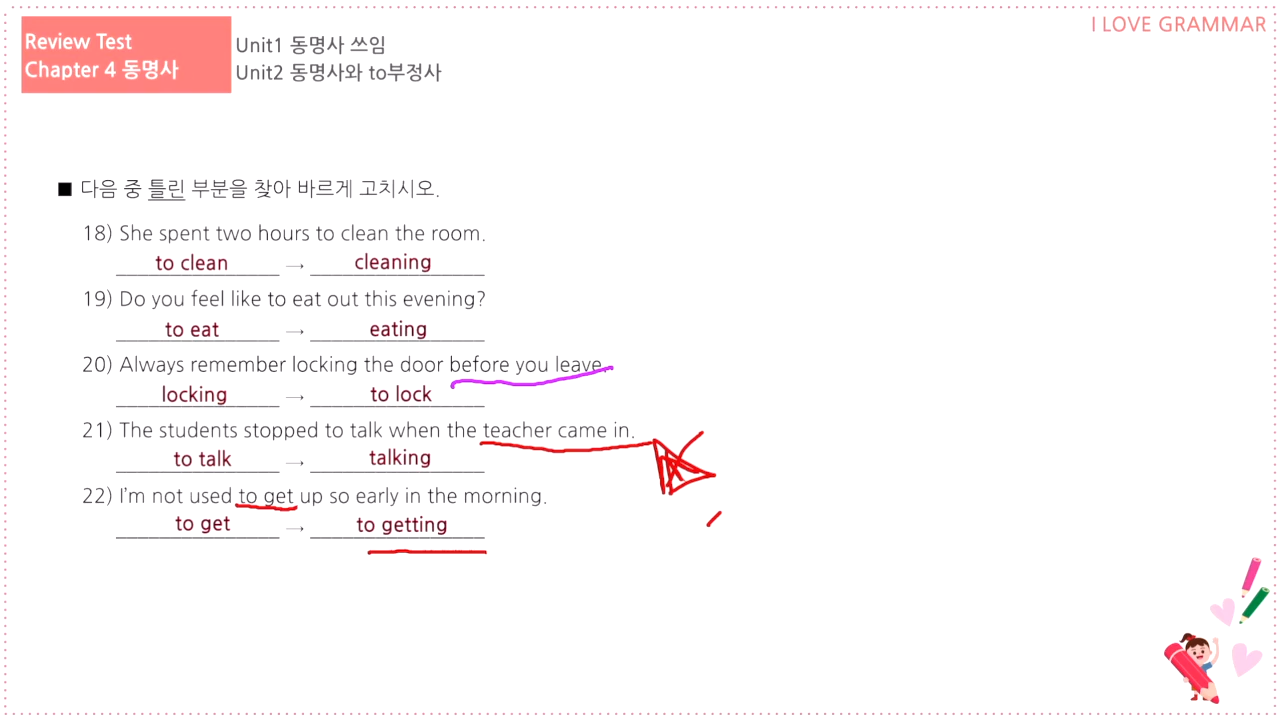 I LOVE GRAMMAR
Review Test
Chapter 4 동명사
Unit1 동명사 쓰임
Unit2 동명사와 to부정사
■ 다음 중 틀린 부분을 찾아 바르게 고치시오.
18) She spent two hours to clean the room.
to clean → cleaning
19) Do you feel like to eat out this evening?
to eat → eating
20) Always remember locking the door before you leave.
locking → to lock
21) The students stopped to talk when the teacher came in.
to talk → talking
22) I’m not used to get up so early in the morning.
to get → to getting